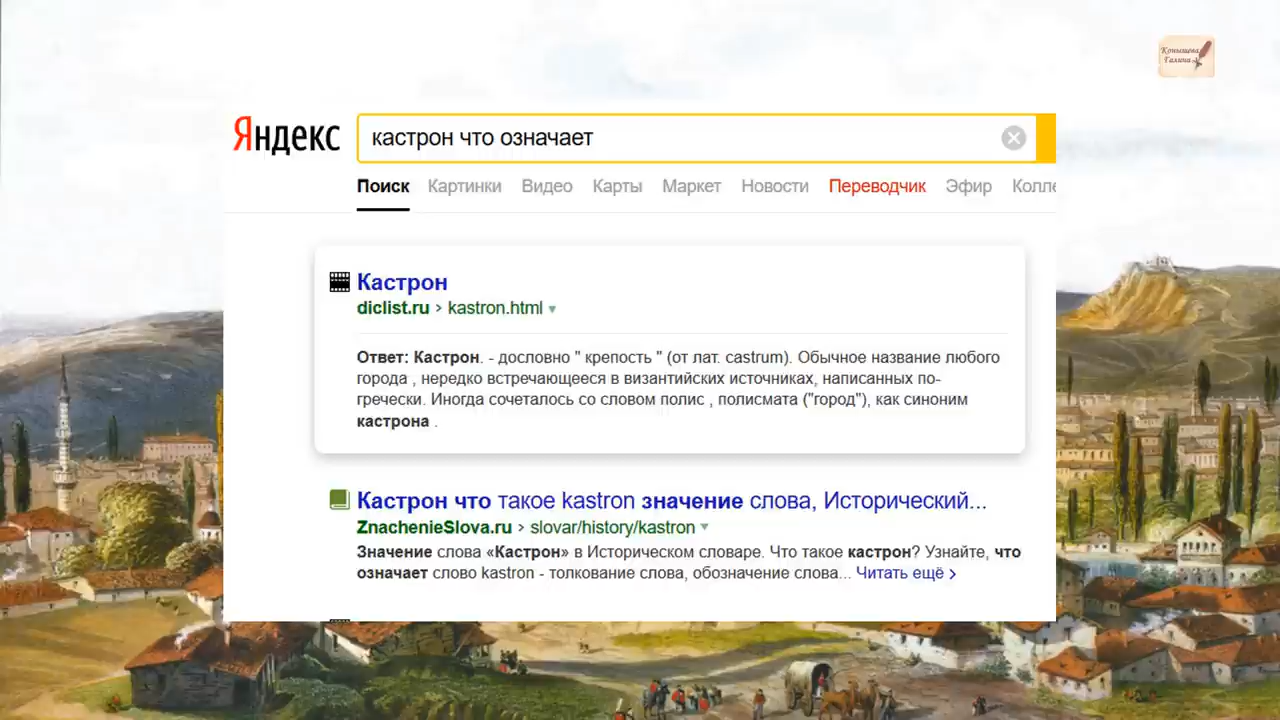 Конышева
Галина
Яндекс
кастрон что означает
Поиск Картинки Видео Карты Маркет Новости Переводчик Эфир Колле
Кастрон
diclist.ru › kastron.html
Ответ: Кастрон. - дословно " крепость " (от лат. castrum). Обычное название любого
города , нередко встречающееся в византийских источниках, написанных по-
гречески. Иногда сочеталось со словом полис , полисмата ("город"), как синоним
кастрона .
Кастрон что такое kastron значение слова, Исторический...
ZnachenieSlova.ru › slovar/history/kastron
Значение слова «Кастрон» в Историческом словаре. Что такое кастрон? Узнайте, что
означает слово kastron - толкование слова, обозначение слова... Читать ещё ›